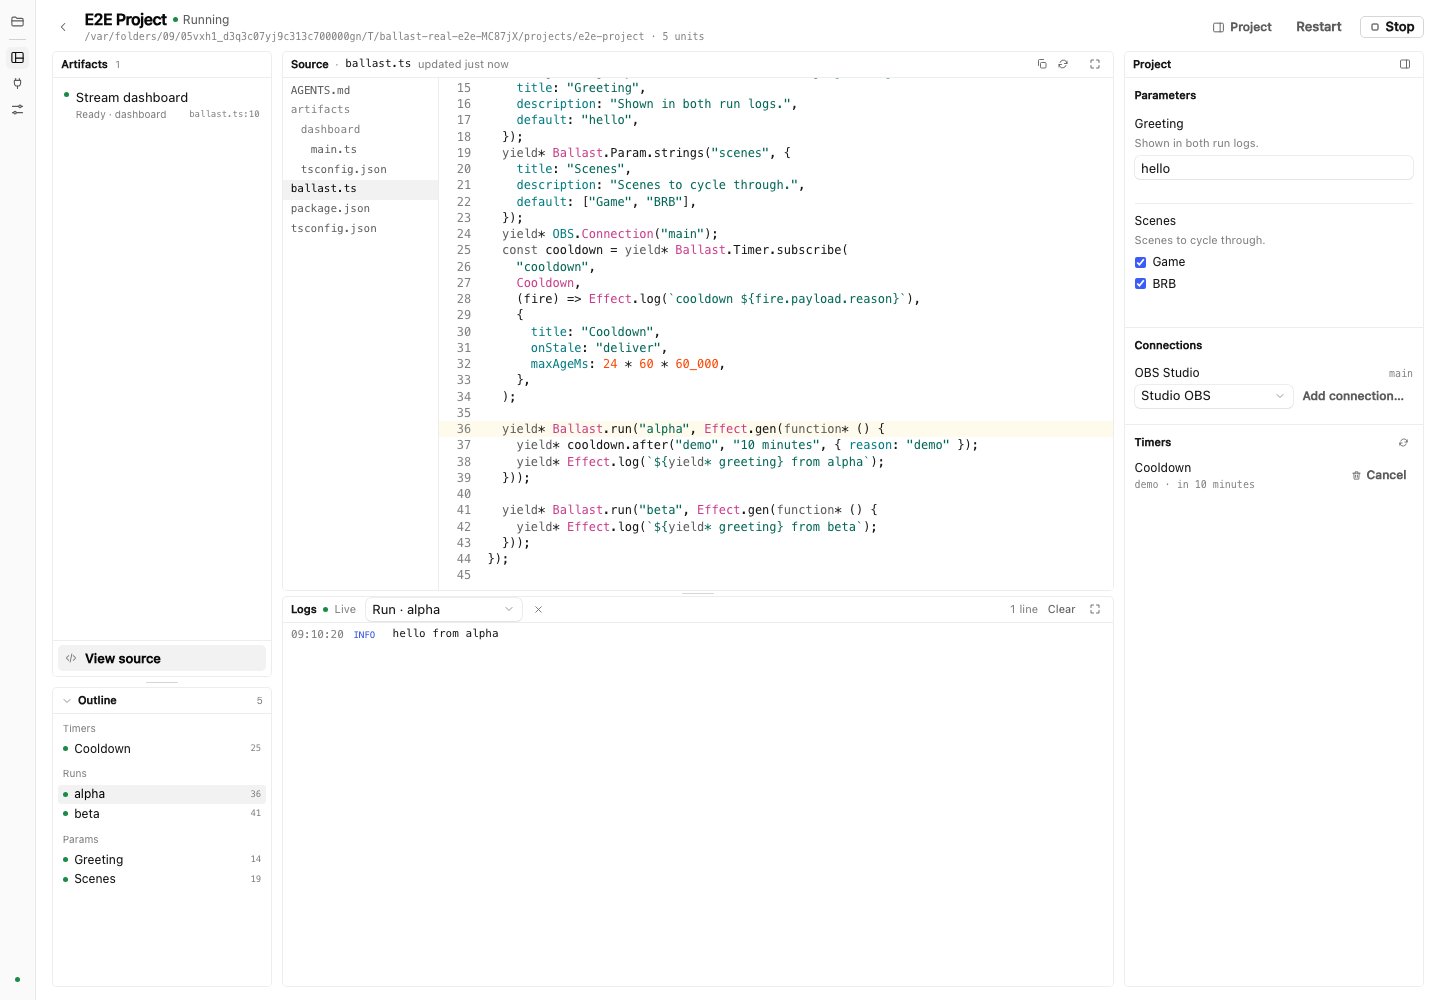 E2E Project
Running
/var/folders/09/05vxh1_d3q3c07yj9c313c700000gn/T/ballast-real-e2e-MC87jX/projects/e2e-project · 5 units
Project
Restart
Stop
Artifacts 1
Stream dashboard
Ready · dashboard ballast.ts:10
View source
Outline 5
Timers
Cooldown 25
Runs
alpha 36
beta 41
Params
Greeting 14
Scenes 19
Source · ballast.ts updated just now
AGENTS.md
artifacts
dashboard
main.ts
tsconfig.json
ballast.ts
package.json
tsconfig.json
15 title: "Greeting",
16 description: "Shown in both run logs.",
17 default: "hello",
18 });
19 yield* Ballast.Param.strings("scenes", {
20 title: "Scenes",
21 description: "Scenes to cycle through.",
22 default: ["Game", "BRB"],
23 });
24 yield* OBS.Connection("main");
25 const cooldown = yield* Ballast.Timer.subscribe(
26 "cooldown",
27 Cooldown,
28 (fire) => Effect.log(`cooldown ${fire.payload.reason}`),
29 {
30 title: "Cooldown",
31 onStale: "deliver",
32 maxAgeMs: 24 * 60 * 60_000,
33 },
34 );
35
36 yield* Ballast.run("alpha", Effect.gen(function* () {
37 yield* cooldown.after("demo", "10 minutes", { reason: "demo" });
38 yield* Effect.log(`${yield* greeting} from alpha`);
39 }));
40
41 yield* Ballast.run("beta", Effect.gen(function* () {
42 yield* Effect.log(`${yield* greeting} from beta`);
43 }));
44 });
45
Logs Live Run · alpha 1 line Clear
09:10:20 INFO hello from alpha
Project
Parameters
Greeting
Shown in both run logs.
hello
Scenes
Scenes to cycle through.
Game
BRB
Connections
OBS Studio main
Studio OBS Add connection...
Timers
Cooldown
demo · in 10 minutes
Cancel